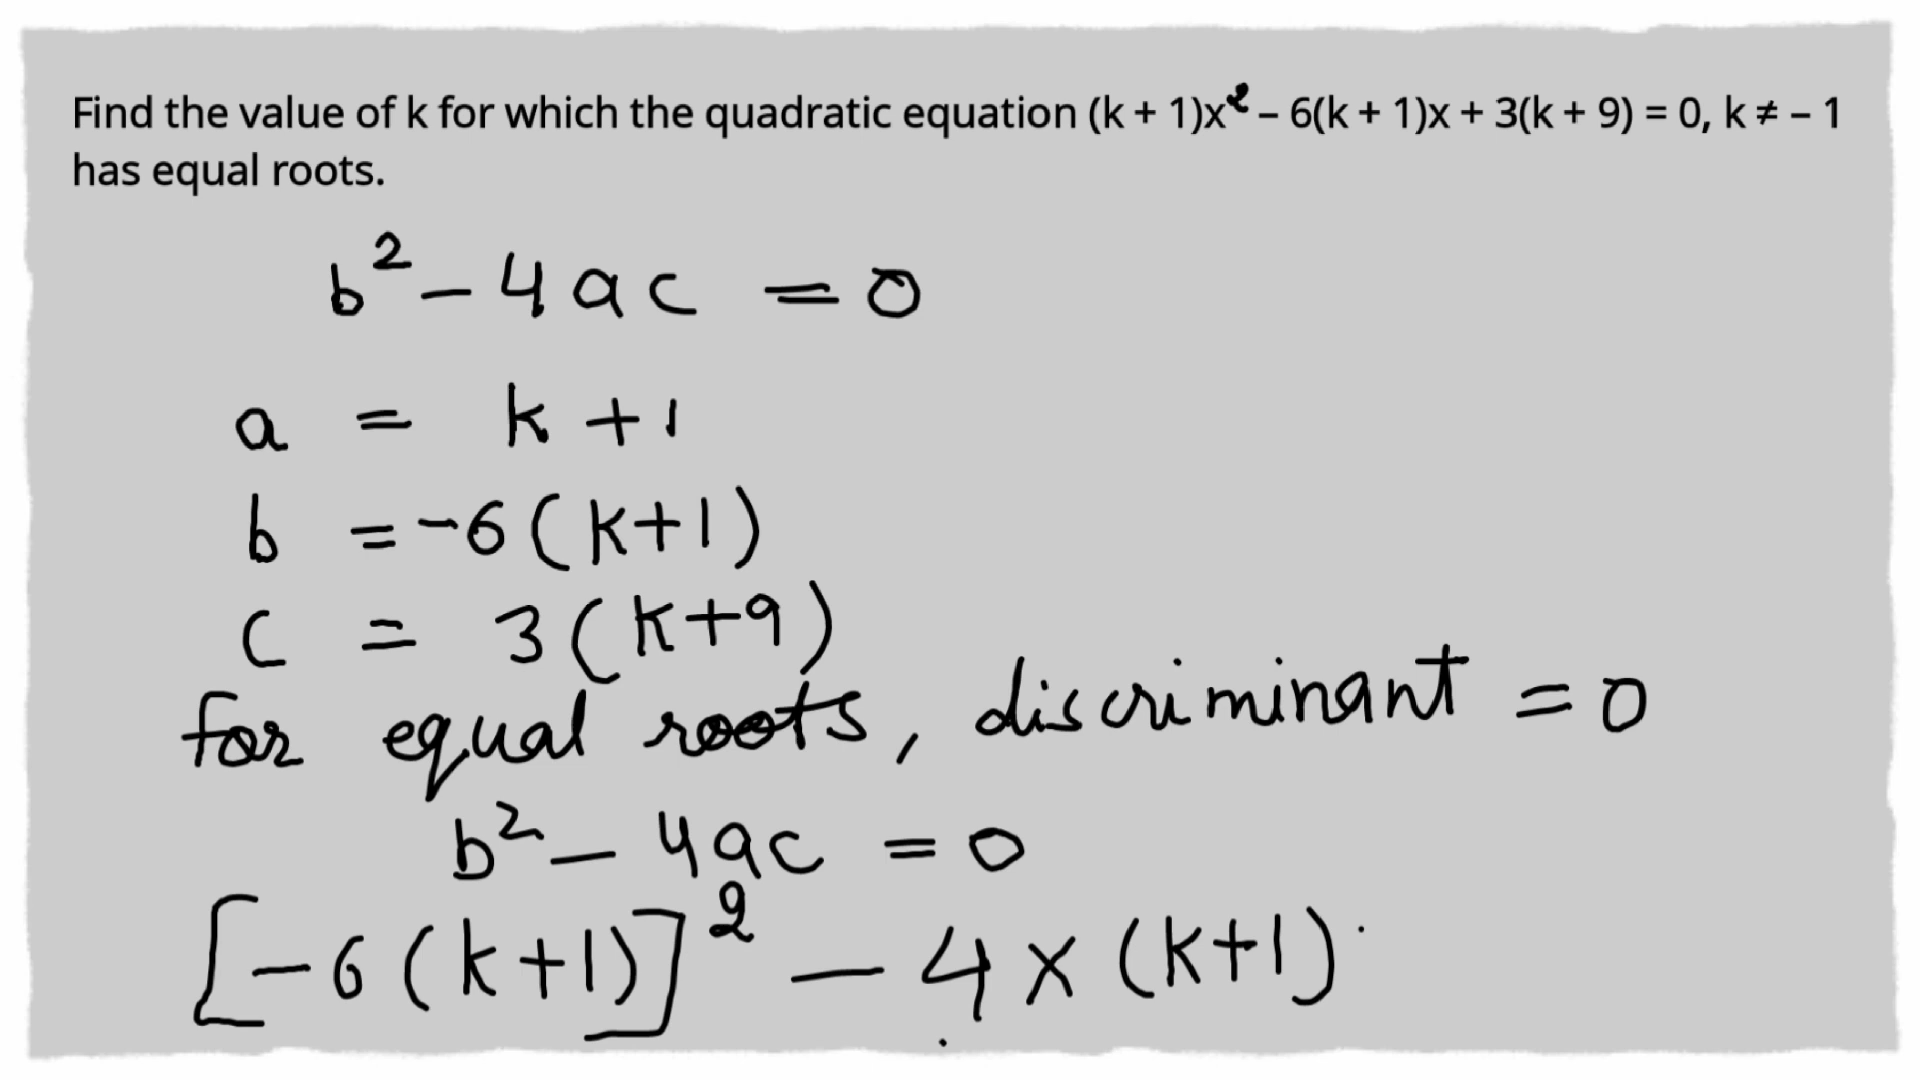 Find the value of k for which the quadratic equation (k + 1)x² – 6(k + 1)x + 3(k + 9) = 0, k ≠ – 1
has equal roots.
b² – 4ac = 0
a = k + 1
b = -6(k+1)
c = 3(k+9)
for equal roots, discriminant = 0
b² – 4ac = 0
[–6(k+1)]² – 4 × (k+1)